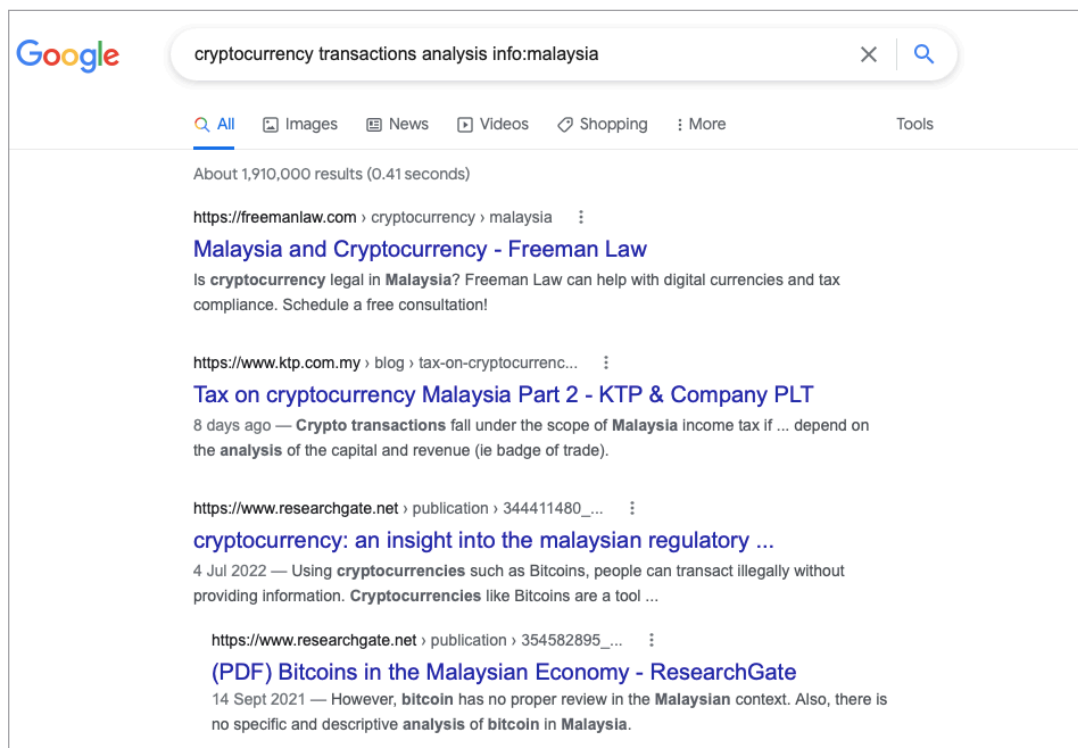 Google
cryptocurrency transactions analysis info:malaysia
All Images News Videos Shopping More Tools
About 1,910,000 results (0.41 seconds)
https://freemanlaw.com › cryptocurrency › malaysia
Malaysia and Cryptocurrency - Freeman Law
Is cryptocurrency legal in Malaysia? Freeman Law can help with digital currencies and tax
compliance. Schedule a free consultation!
https://www.ktp.com.my › blog › tax-on-cryptocurrenc...
Tax on cryptocurrency Malaysia Part 2 - KTP & Company PLT
8 days ago — Crypto transactions fall under the scope of Malaysia income tax if ... depend on
the analysis of the capital and revenue (ie badge of trade).
https://www.researchgate.net › publication › 344411480_...
cryptocurrency: an insight into the malaysian regulatory ...
4 Jul 2022 — Using cryptocurrencies such as Bitcoins, people can transact illegally without
providing information. Cryptocurrencies like Bitcoins are a tool ...
https://www.researchgate.net › publication › 354582895_...
(PDF) Bitcoins in the Malaysian Economy - ResearchGate
14 Sept 2021 — However, bitcoin has no proper review in the Malaysian context. Also, there is
no specific and descriptive analysis of bitcoin in Malaysia.